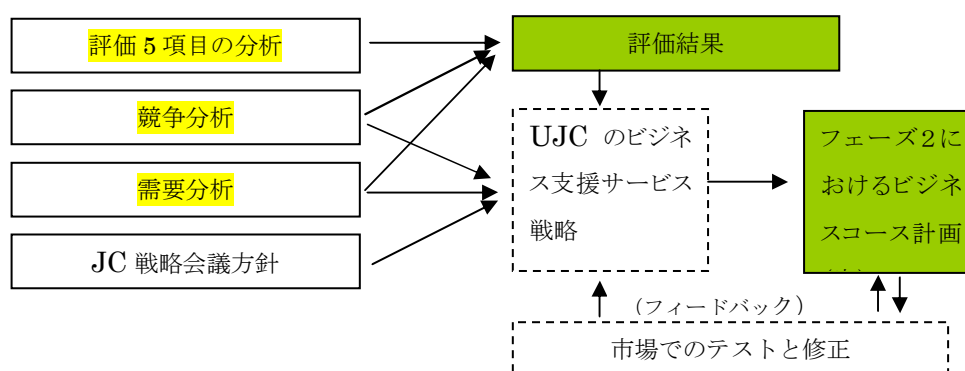 評価 5 項目の分析
評価結果
競争分析
需要分析
JC 戦略会議方針
UJC のビジネ
ス支援サービス
戦略
フェーズ２に
おけるビジネ
スコース計画
（フィードバック）
市場でのテストと修正